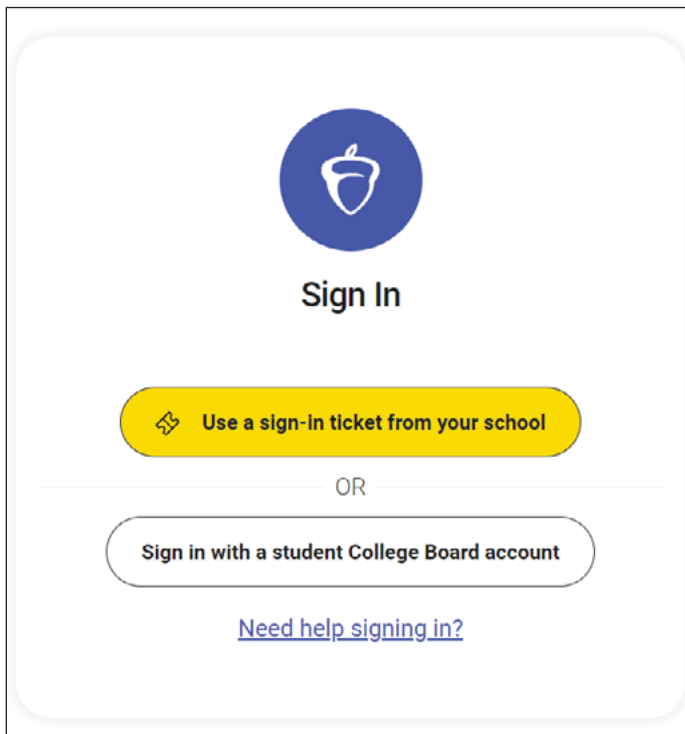 Sign In
Use a sign-in ticket from your school
OR
Sign in with a student College Board account
Need help signing in?